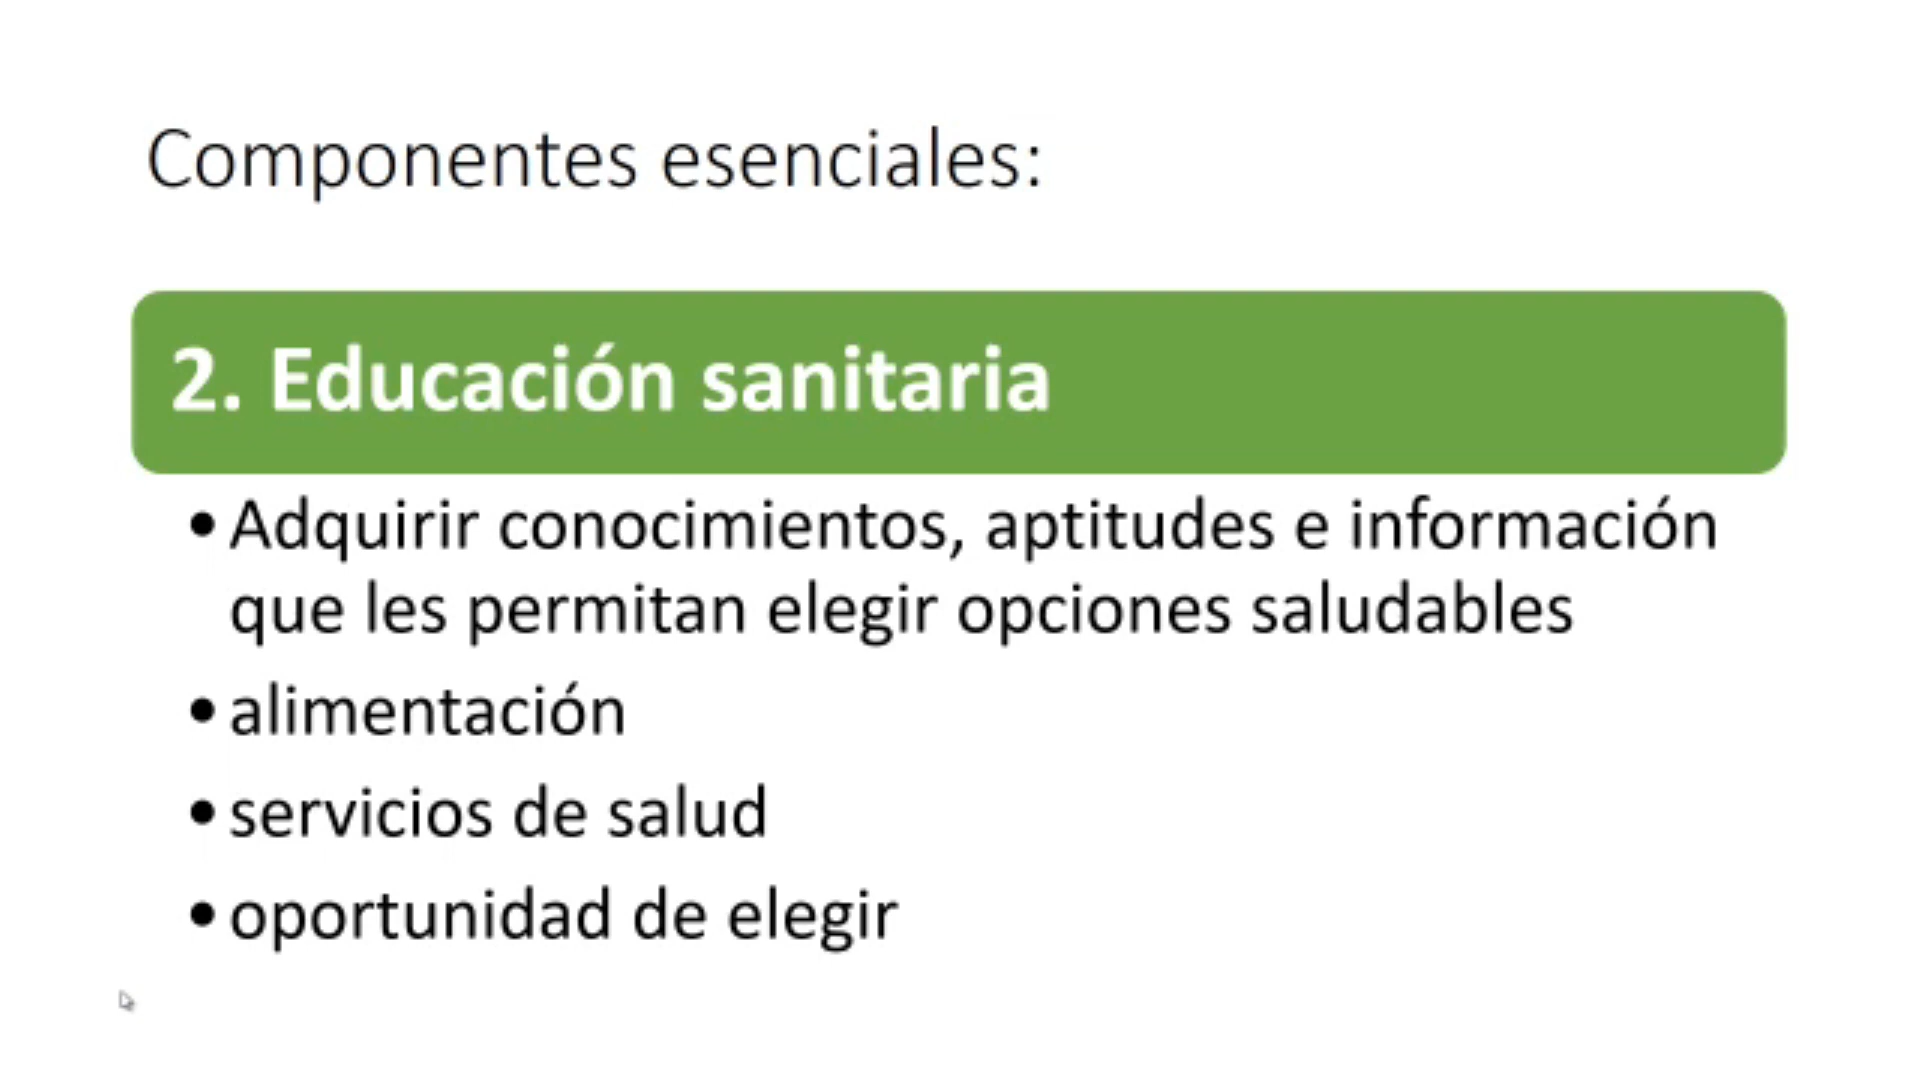 Componentes esenciales:
2. Educación sanitaria
• Adquirir conocimientos, aptitudes e información
que les permitan elegir opciones saludables
• alimentación
• servicios de salud
• oportunidad de elegir